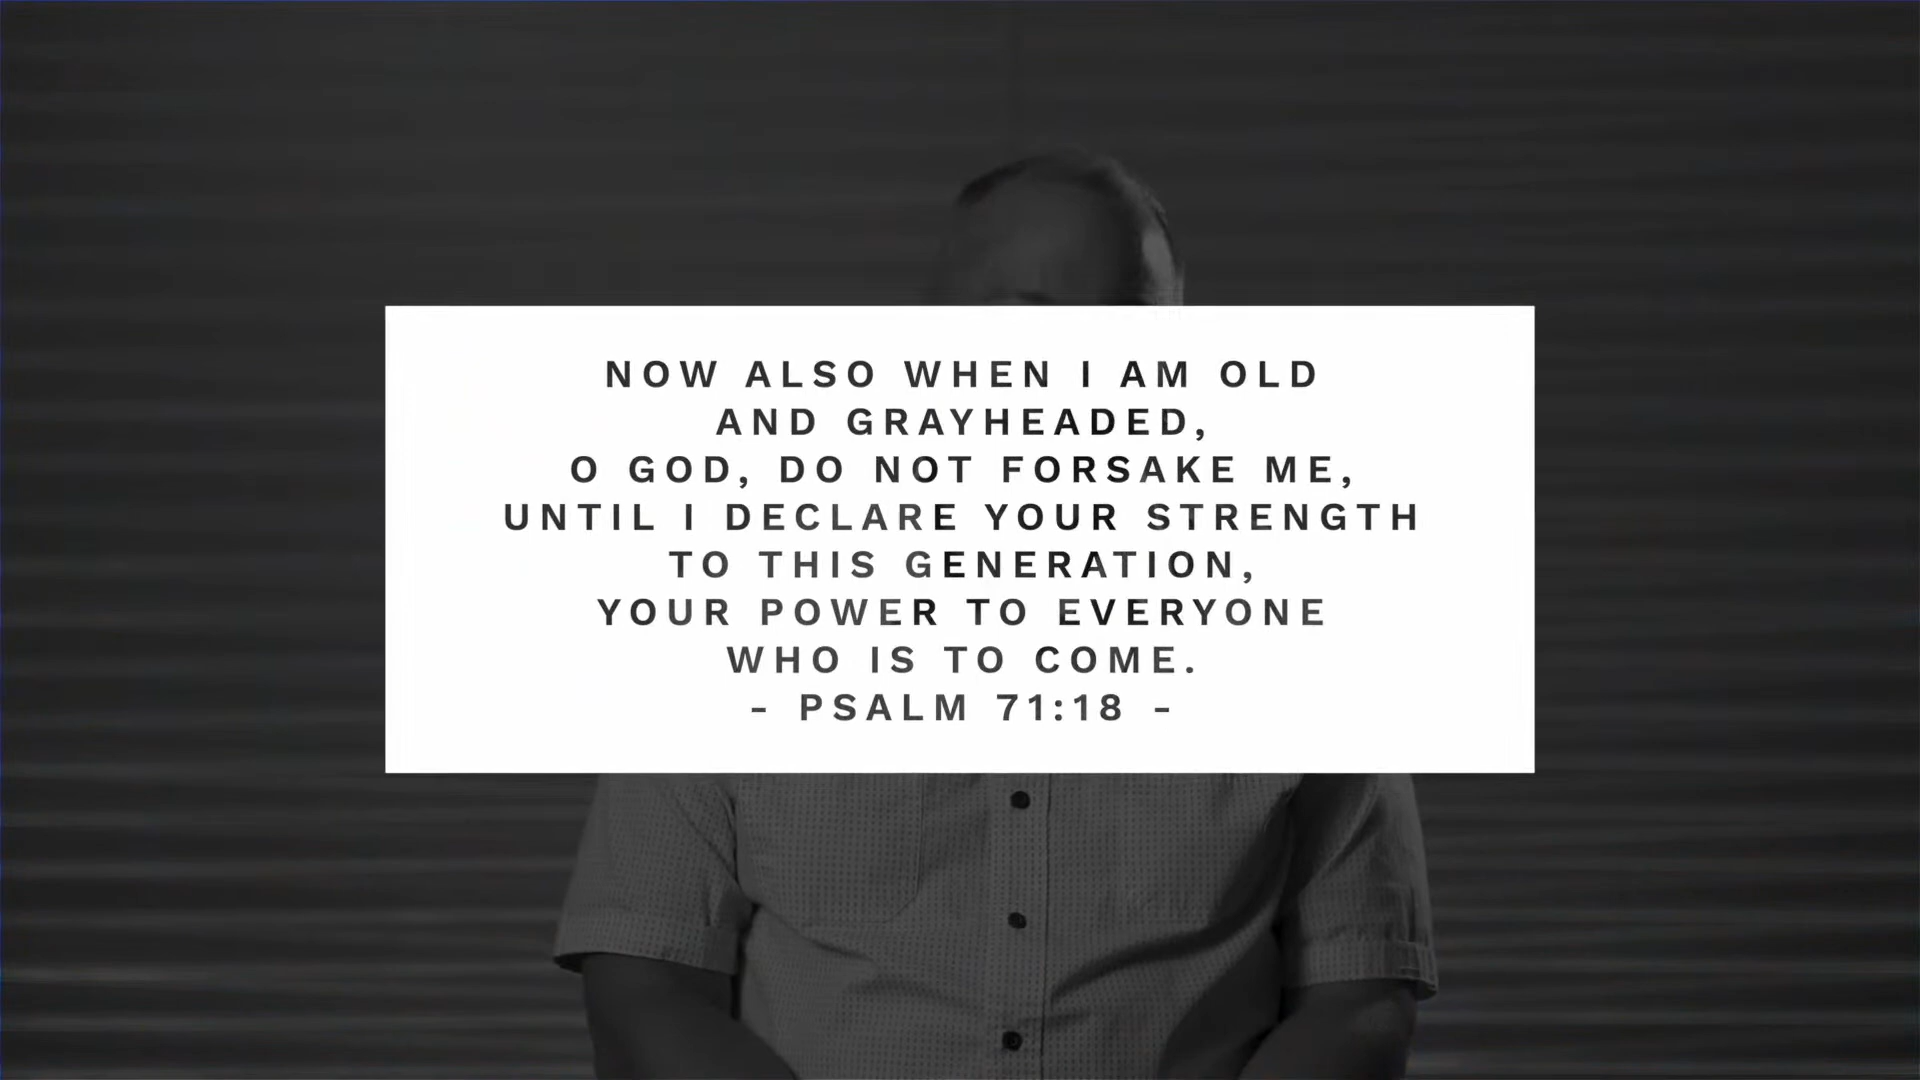 NOW ALSO WHEN I AM OLD
AND GRAYHEADED,
O GOD, DO NOT FORSAKE ME,
UNTIL I DECLARE YOUR STRENGTH
TO THIS GENERATION,
YOUR POWER TO EVERYONE
WHO IS TO COME.
- PSALM 71:18 -